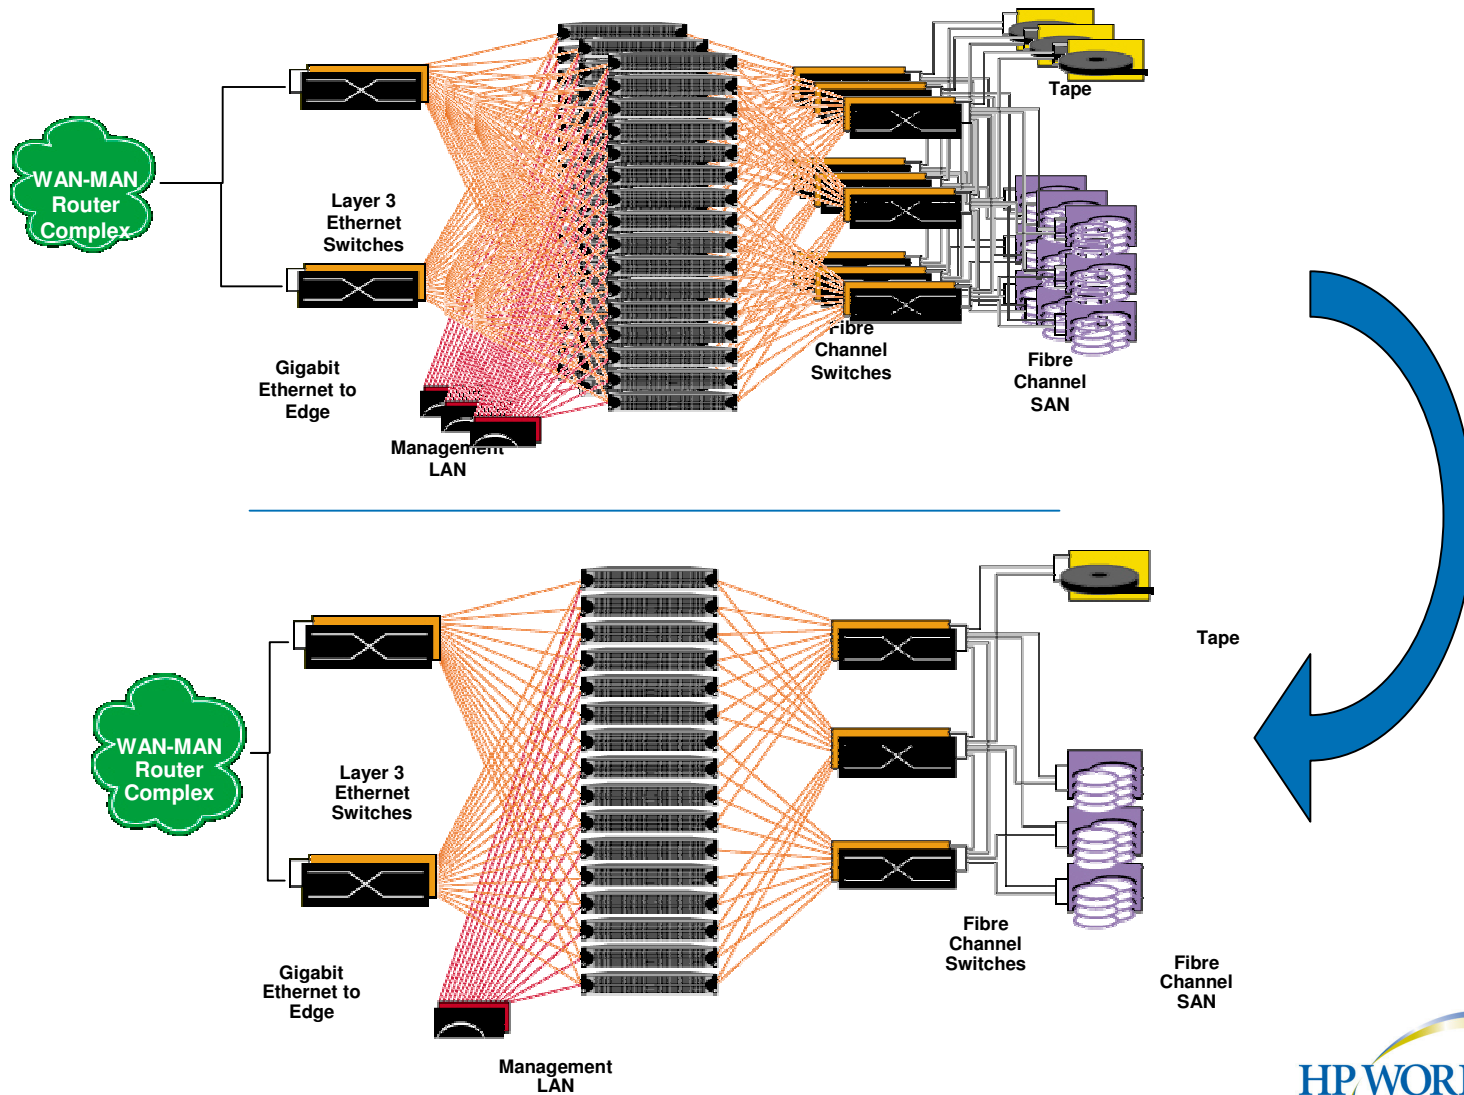 Tape
WAN-MAN
Router
Complex
Layer 3
Ethernet
Switches
Fibre
Channel
Switches
Gigabit
Ethernet to
Edge
Fibre
Channel
SAN
Management
LAN
Tape
WAN-MAN
Router
Complex
Layer 3
Ethernet
Switches
Fibre
Channel
Switches
Gigabit
Ethernet to
Edge
Fibre
Channel
SAN
Management
LAN
HP WOR